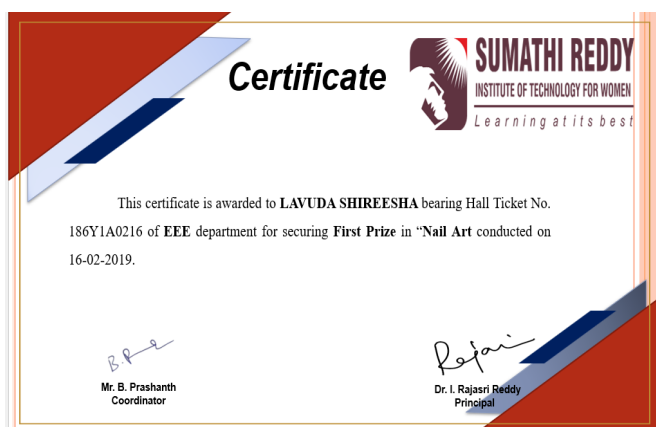 Certificate
SUMATHI REDDY
INSTITUTE OF TECHNOLOGY FOR WOMEN
Learning at its best
This certificate is awarded to LAVUDA SHIREESHA bearing Hall Ticket No.
186Y1A0216 of EEE department for securing First Prize in “Nail Art conducted on
16-02-2019.
Mr. B. Prashanth
Coordinator
Dr. I. Rajasri Reddy
Principal